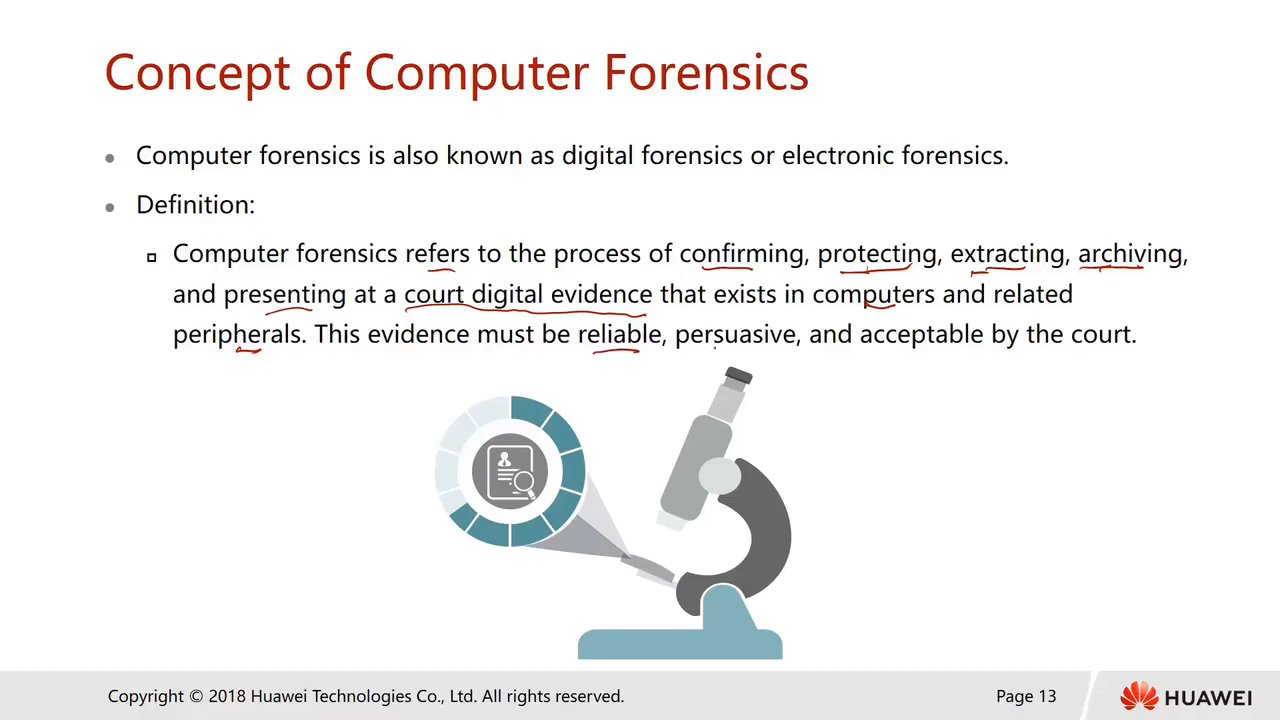 Concept of Computer Forensics
Computer forensics is also known as digital forensics or electronic forensics.
Definition:
Computer forensics refers to the process of confirming, protecting, extracting, archiving,
and presenting at a court digital evidence that exists in computers and related
peripherals. This evidence must be reliable, persuasive, and acceptable by the court.
Copyright © 2018 Huawei Technologies Co., Ltd. All rights reserved.
Page 13
HUAWEI